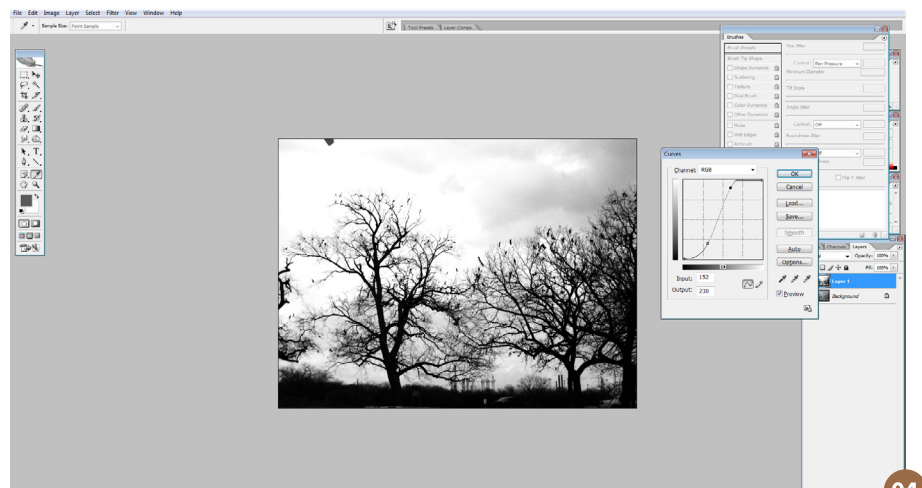 File Edit Image Layer Select Filter View Window Help
Sample Size: Point Sample
Tool Presets Layer Comps
Brushes
Brush Presets
Brush Tip Shape
Shape Dynamics
Scattering
Texture
Dual Brush
Color Dynamics
Other Dynamics
Noise
Wet Edges
Airbrush
Size Jitter
Control: Pen Pressure
Minimum Diameter
Tilt Scale
Angle Jitter
Control: Off
Roundness Jitter
Flip Y Jitter
Curves
Channel: RGB
OK
Cancel
Load...
Save...
Smooth
Auto
Options...
Input: 152
Output: 230
Preview
Channels Layers
Opacity: 100%
Fill: 100%
Layer 1
Background
04